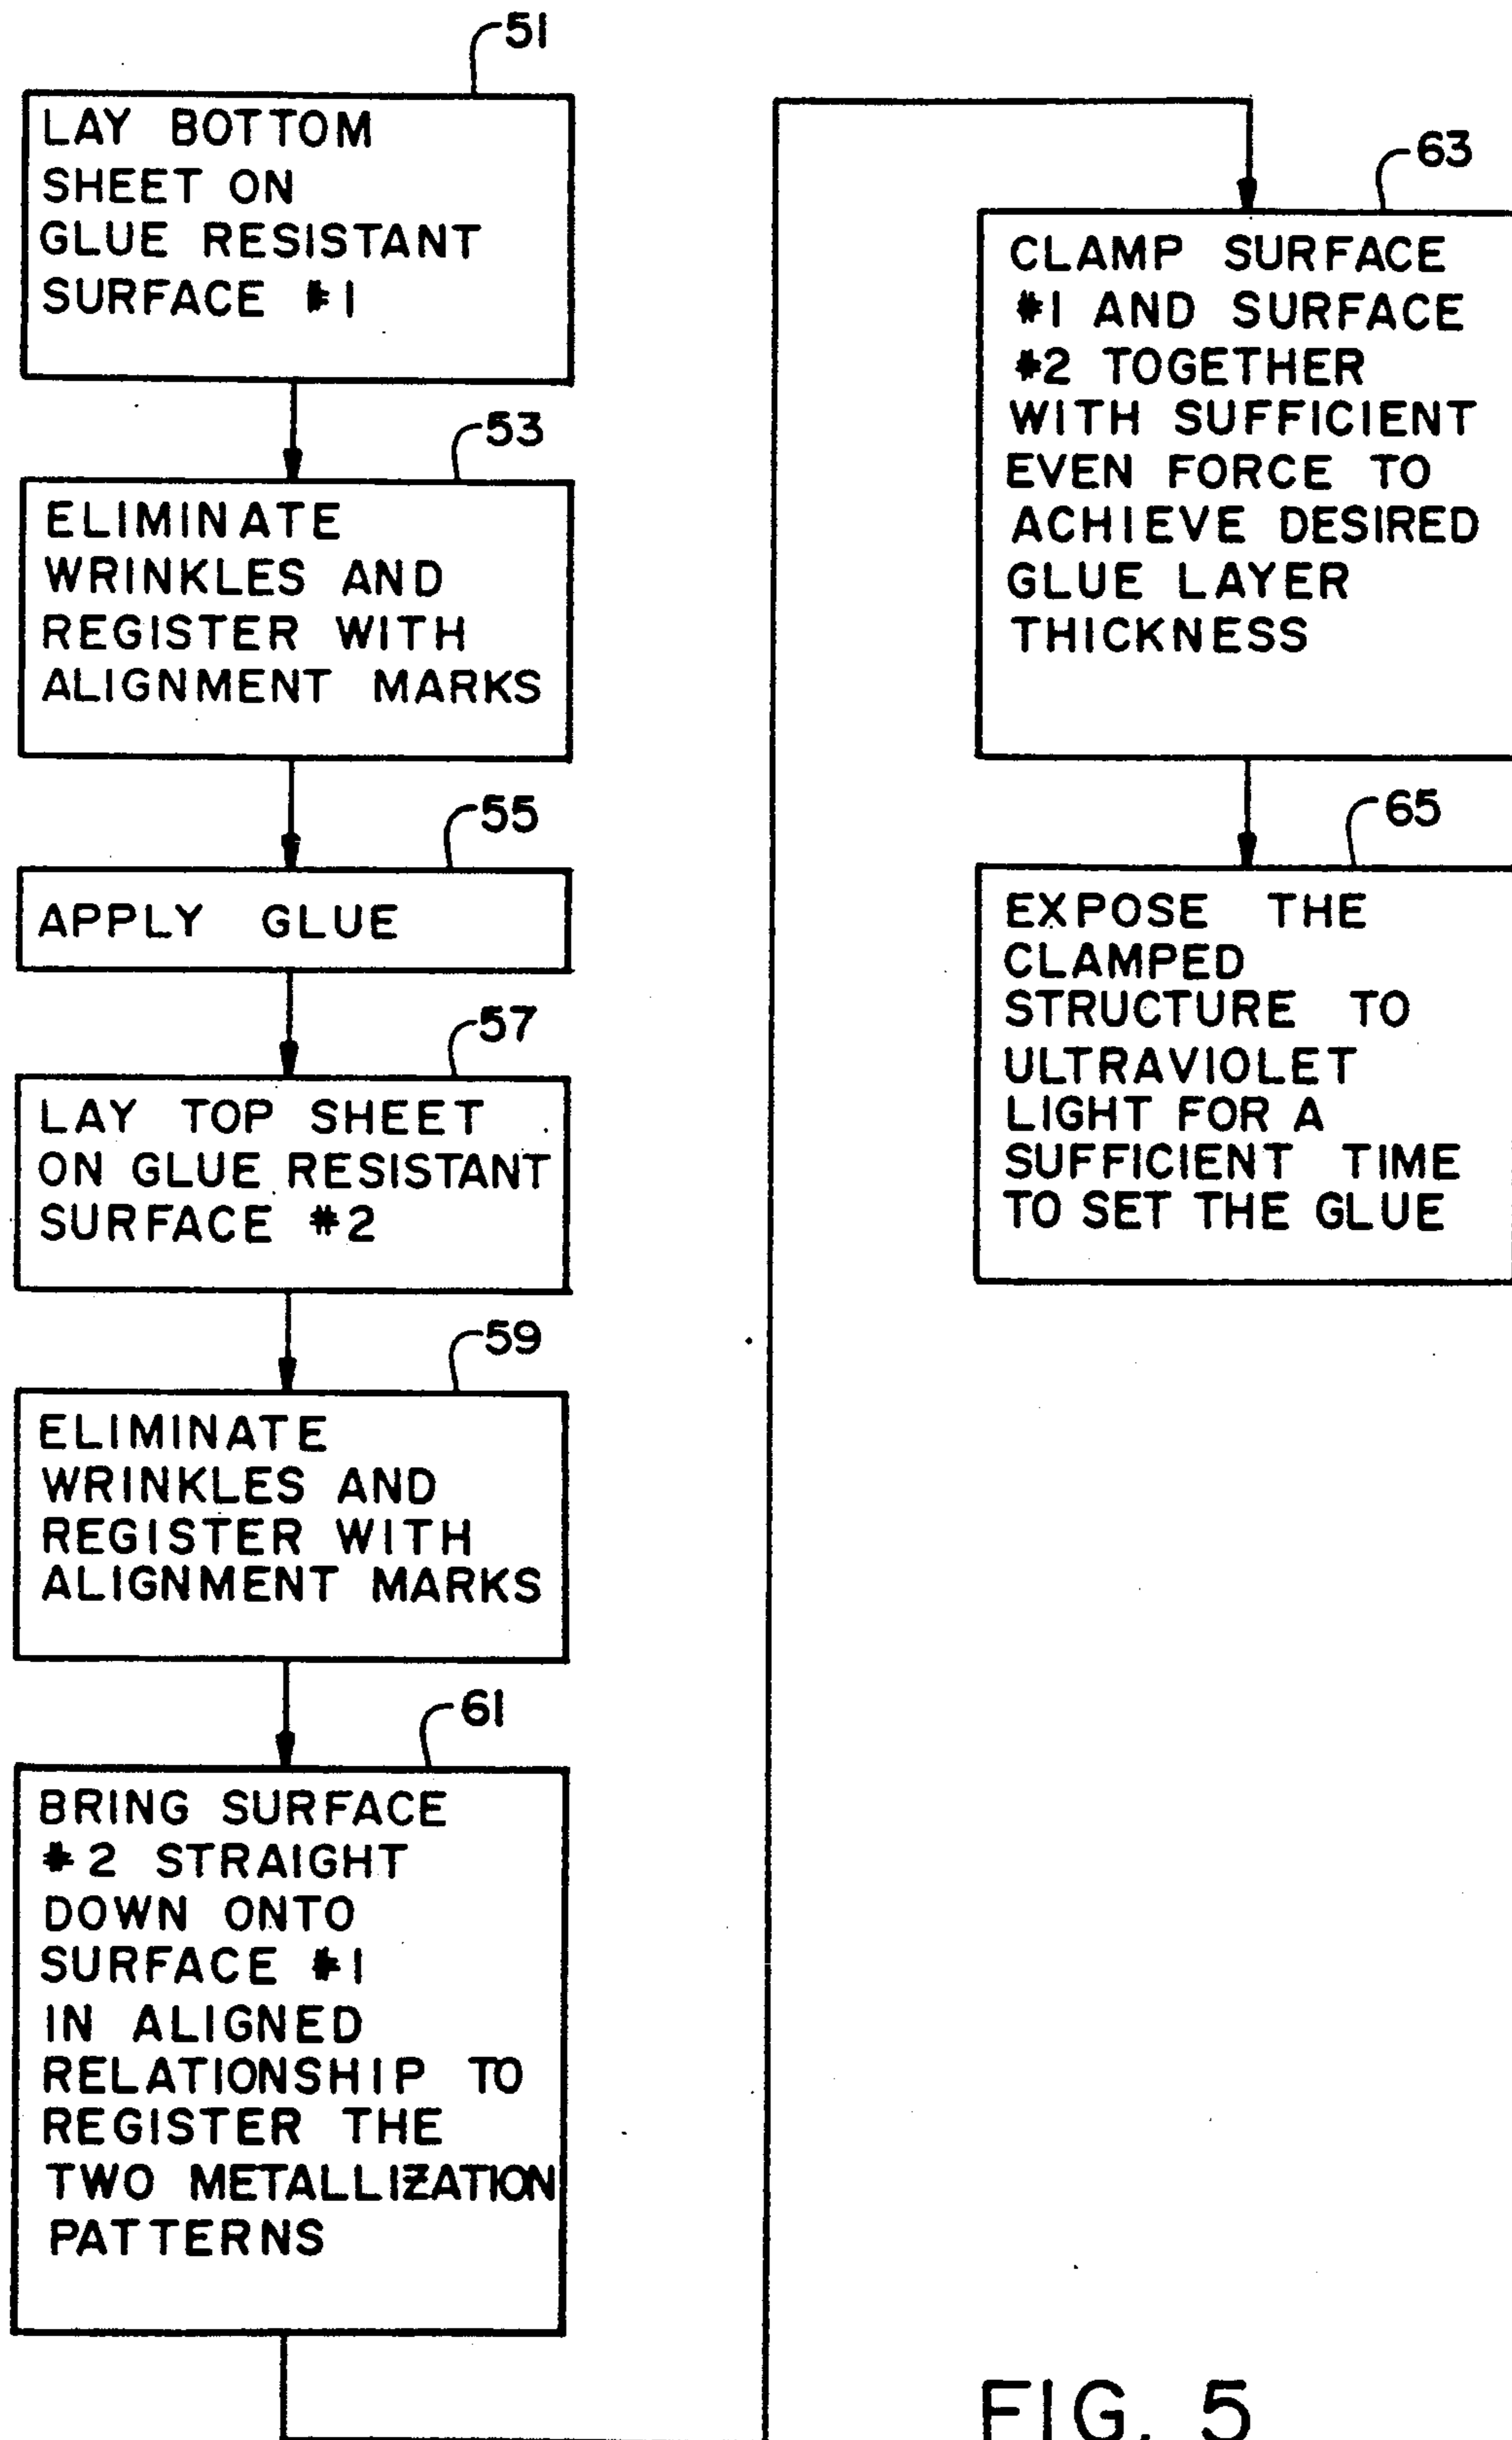 51
LAY BOTTOM
SHEET ON
GLUE RESISTANT
SURFACE #1
53
ELIMINATE
WRINKLES AND
REGISTER WITH
ALIGNMENT MARKS
55
APPLY GLUE
57
LAY TOP SHEET
ON GLUE RESISTANT
SURFACE #2
59
ELIMINATE
WRINKLES AND
REGISTER WITH
ALIGNMENT MARKS
61
BRING SURFACE
#2 STRAIGHT
DOWN ONTO
SURFACE #1
IN ALIGNED
RELATIONSHIP TO
REGISTER THE
TWO METALLIZATION
PATTERNS
63
CLAMP SURFACE
#1 AND SURFACE
#2 TOGETHER
WITH SUFFICIENT
EVEN FORCE TO
ACHIEVE DESIRED
GLUE LAYER
THICKNESS
65
EXPOSE THE
CLAMPED
STRUCTURE TO
ULTRAVIOLET
LIGHT FOR A
SUFFICIENT TIME
TO SET THE GLUE
FIG. 5